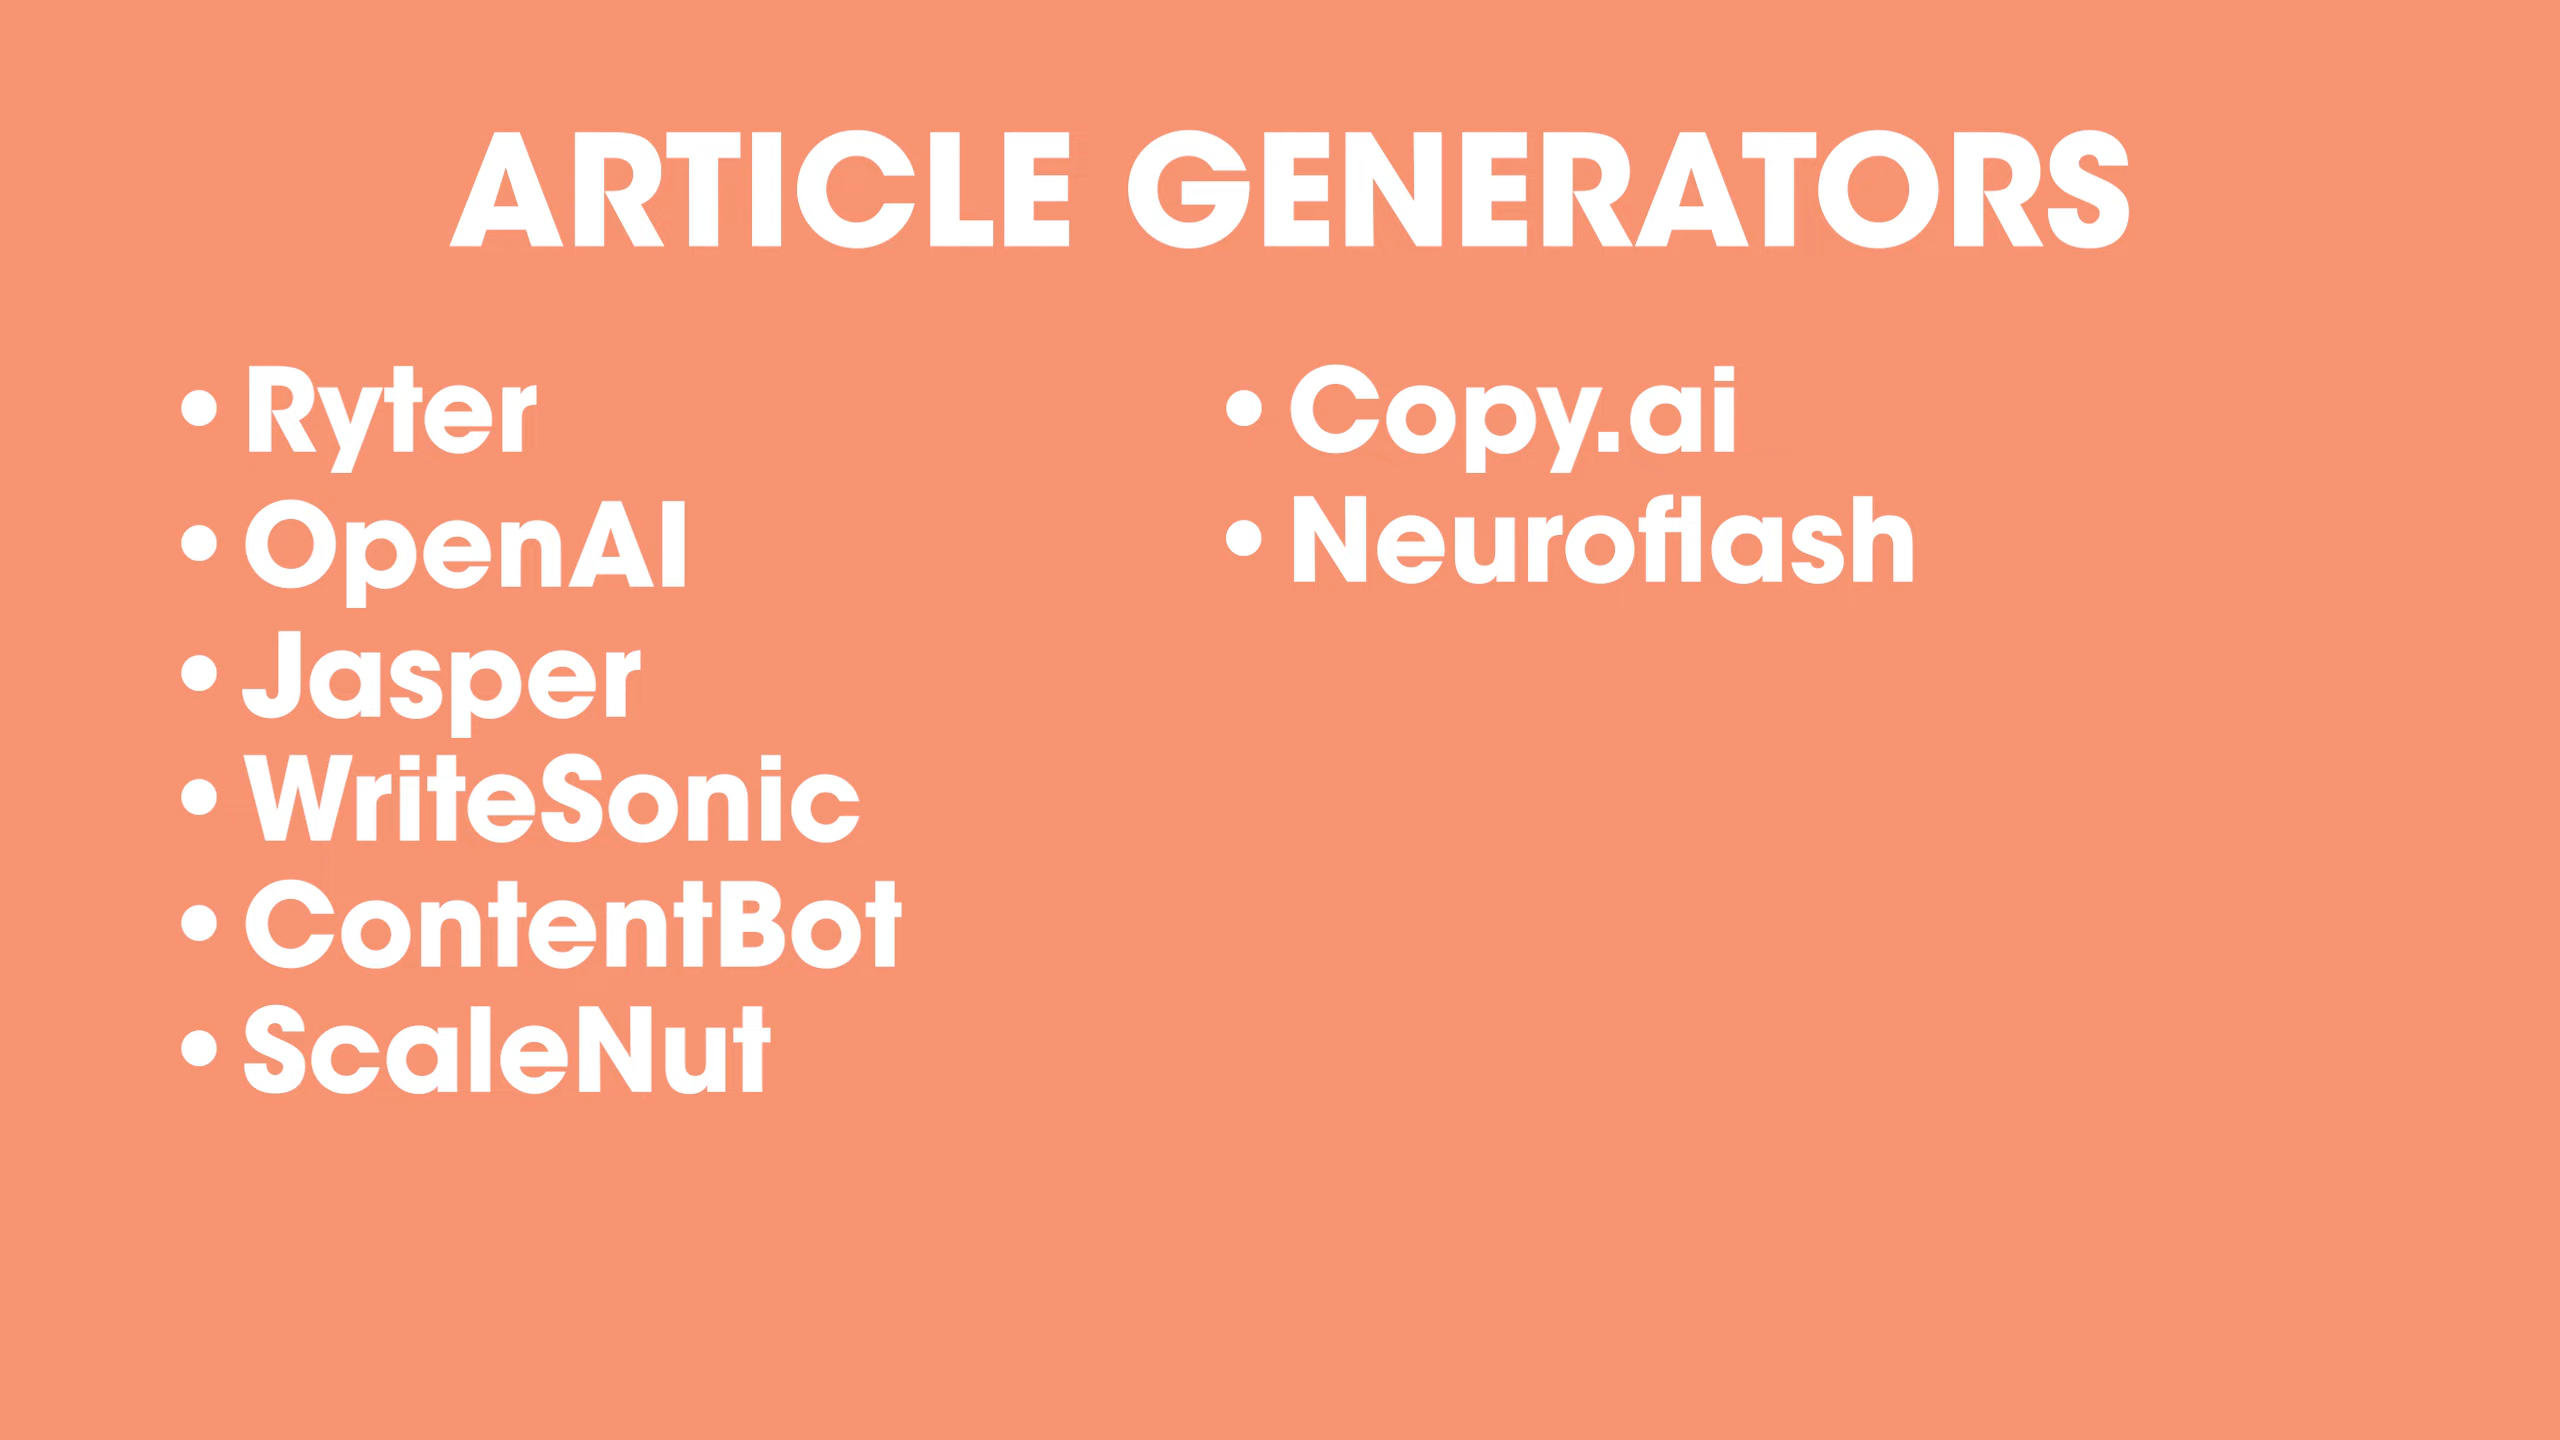 ARTICLE GENERATORS
• Ryter
• OpenAI
• Jasper
• WriteSonic
• ContentBot
• ScaleNut
• Copy.ai
• Neuroflash